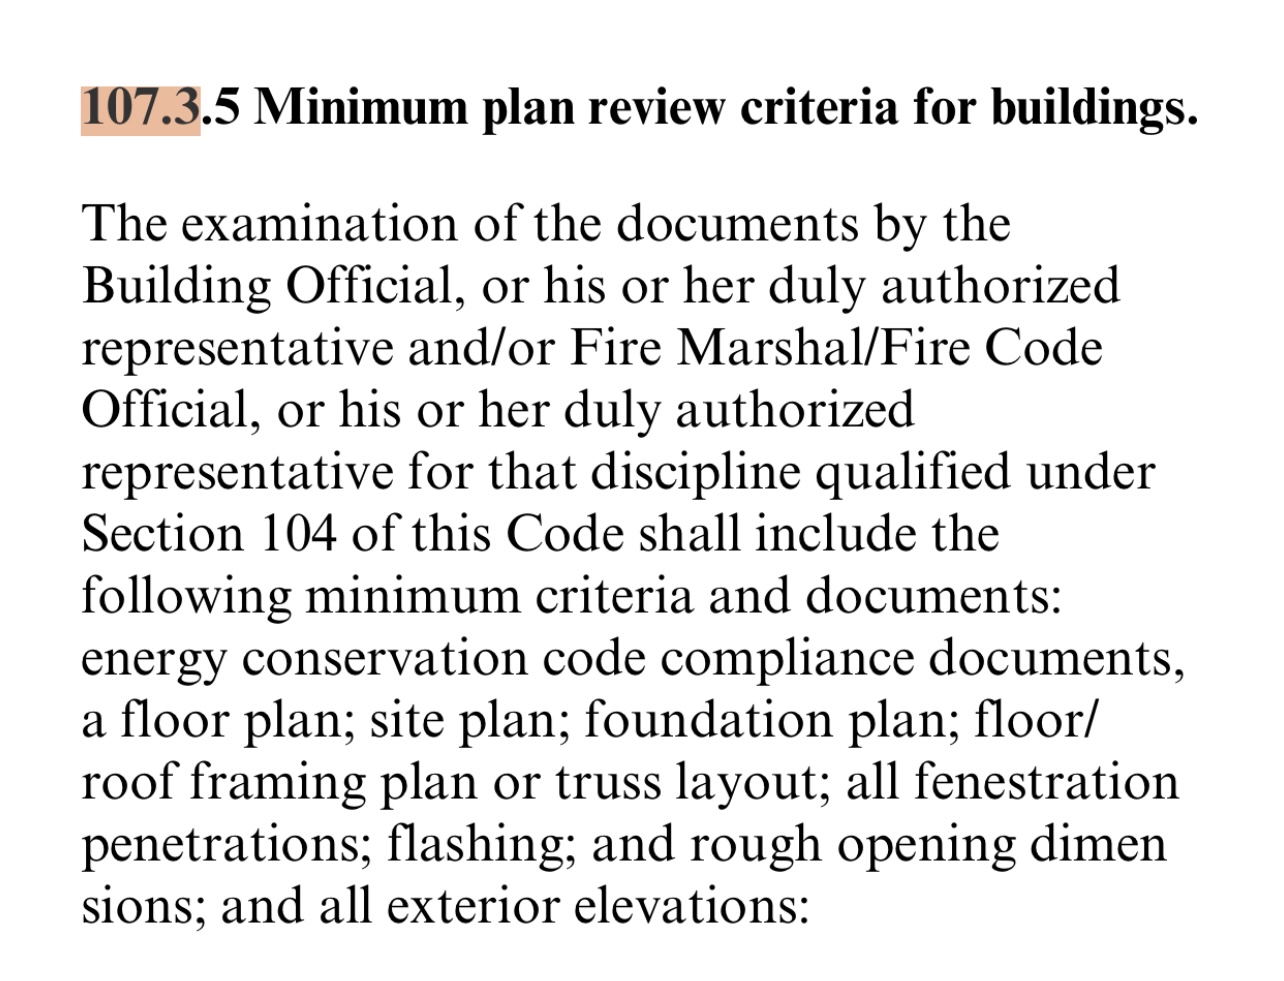 107.3.5 Minimum plan review criteria for buildings.
The examination of the documents by the
Building Official, or his or her duly authorized
representative and/or Fire Marshal/Fire Code
Official, or his or her duly authorized
representative for that discipline qualified under
Section 104 of this Code shall include the
following minimum criteria and documents:
energy conservation code compliance documents,
a floor plan; site plan; foundation plan; floor/
roof framing plan or truss layout; all fenestration
penetrations; flashing; and rough opening dimen
sions; and all exterior elevations: